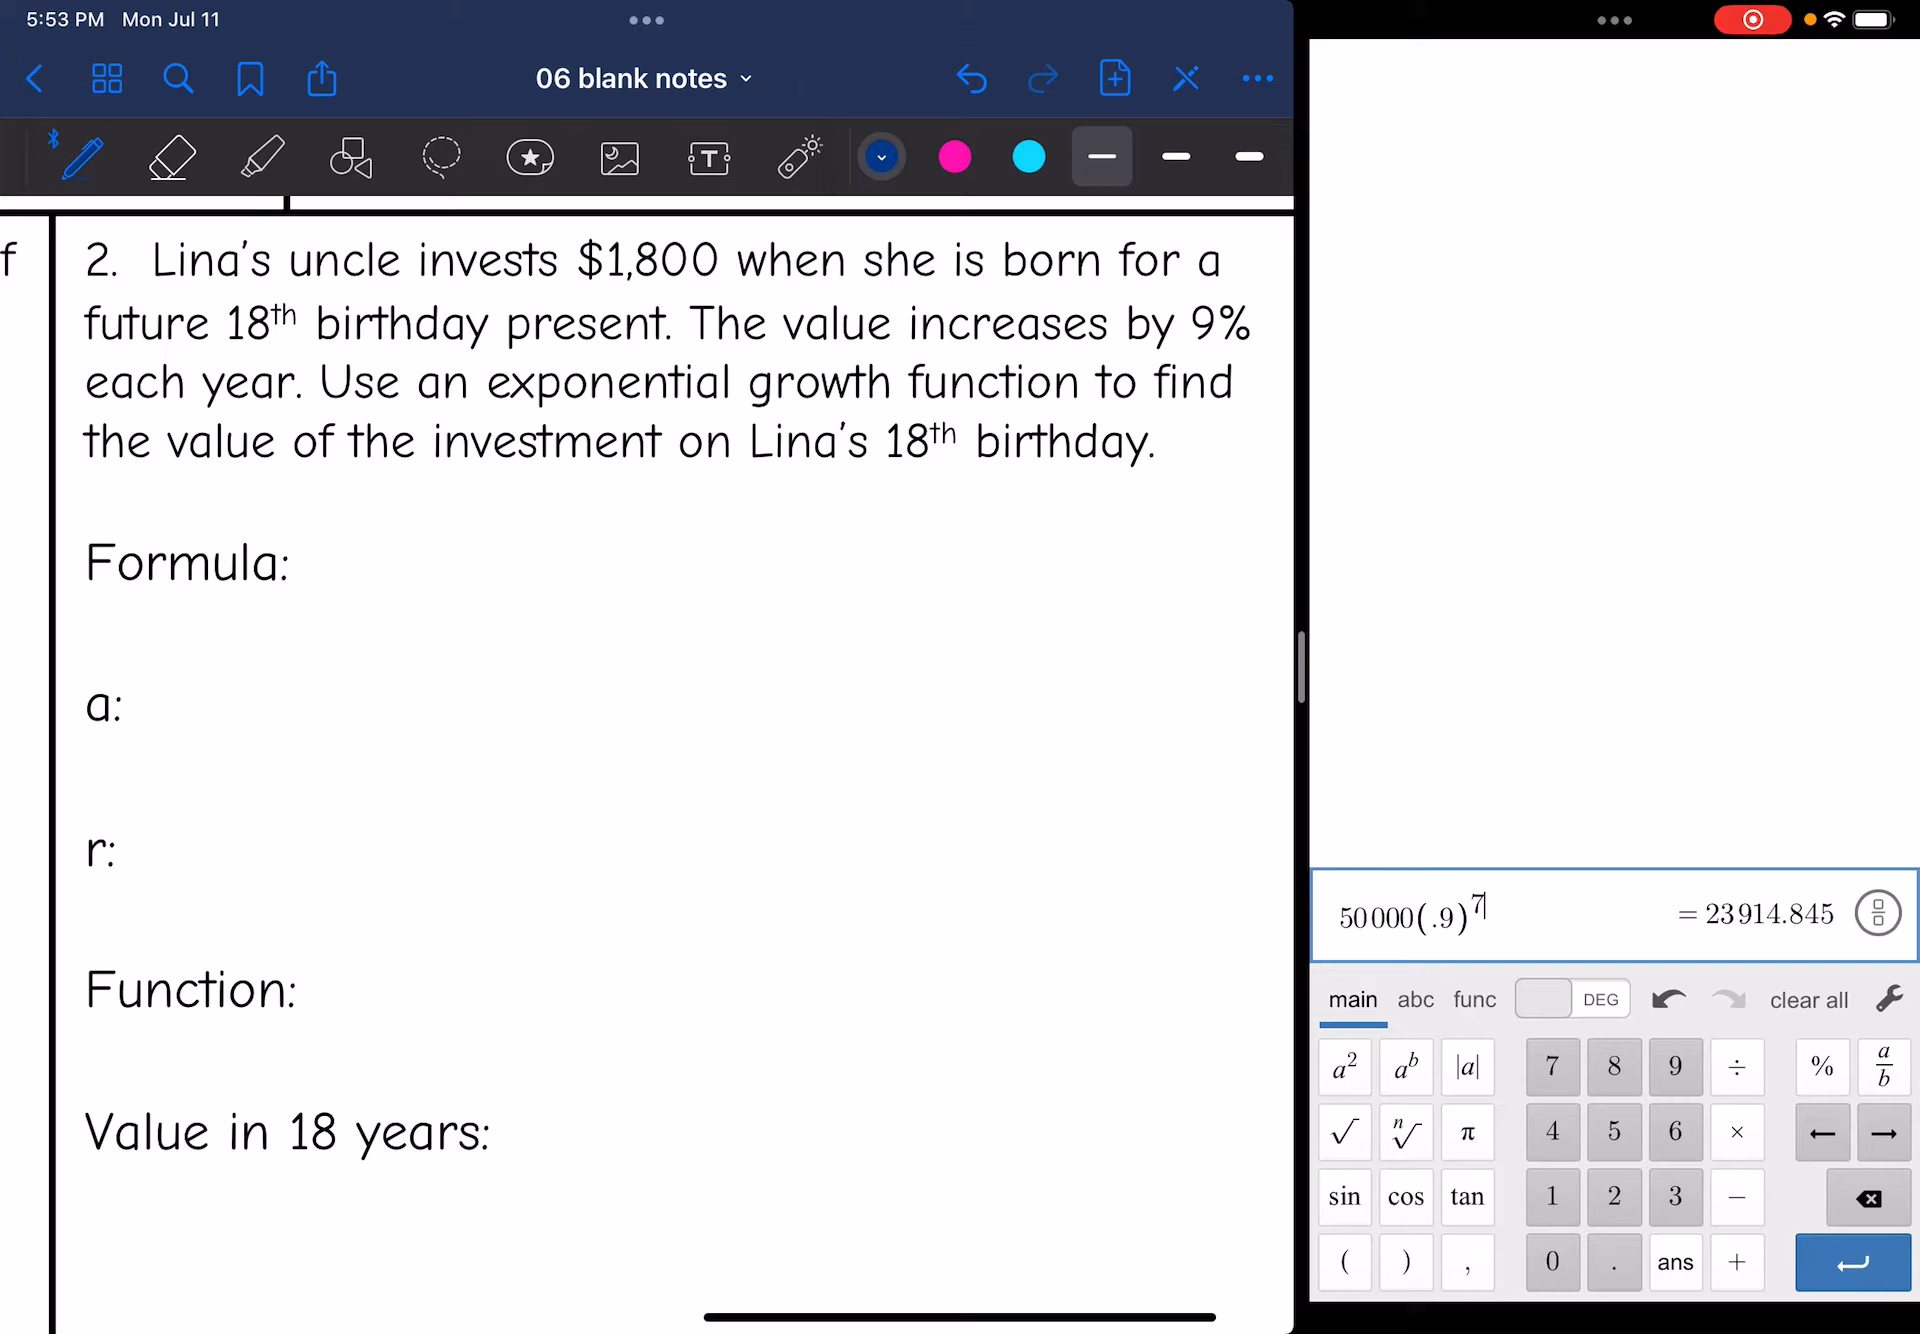 5:53 PM Mon Jul 11
06 blank notes
T
f
2. Lina's uncle invests $1,800 when she is born for a
future 18th birthday present. The value increases by 9%
each year. Use an exponential growth function to find
the value of the investment on Lina's 18th birthday.
Formula:
a:
r:
Function:
Value in 18 years:
50000(.9)^7 = 23914.845
main abc func DEG clear all
a² aᵇ |a| 7 8 9 ÷ % a/b
√ ⁿ√ π 4 5 6 × ← →
sin cos tan 1 2 3 −
( ) , 0 . ans +